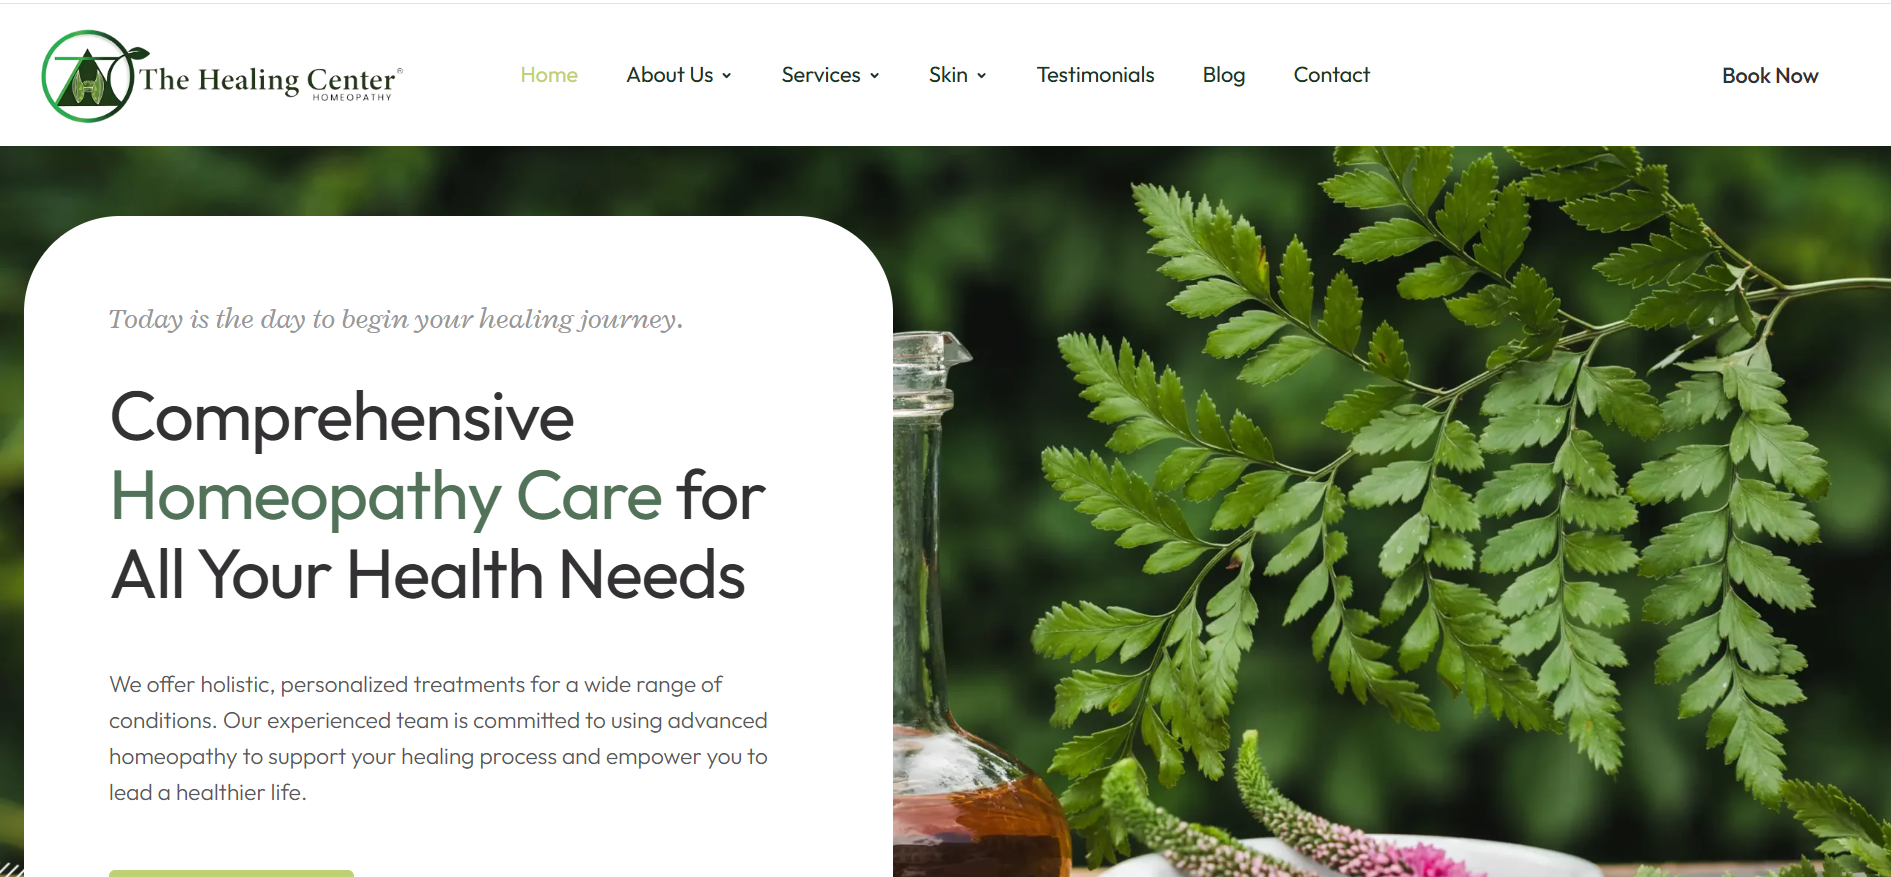 The Healing Center®
HOMEOPATHY
Home About Us Services Skin Testimonials Blog Contact Book Now
Today is the day to begin your healing journey.
Comprehensive
Homeopathy Care for
All Your Health Needs
We offer holistic, personalized treatments for a wide range of
conditions. Our experienced team is committed to using advanced
homeopathy to support your healing process and empower you to
lead a healthier life.